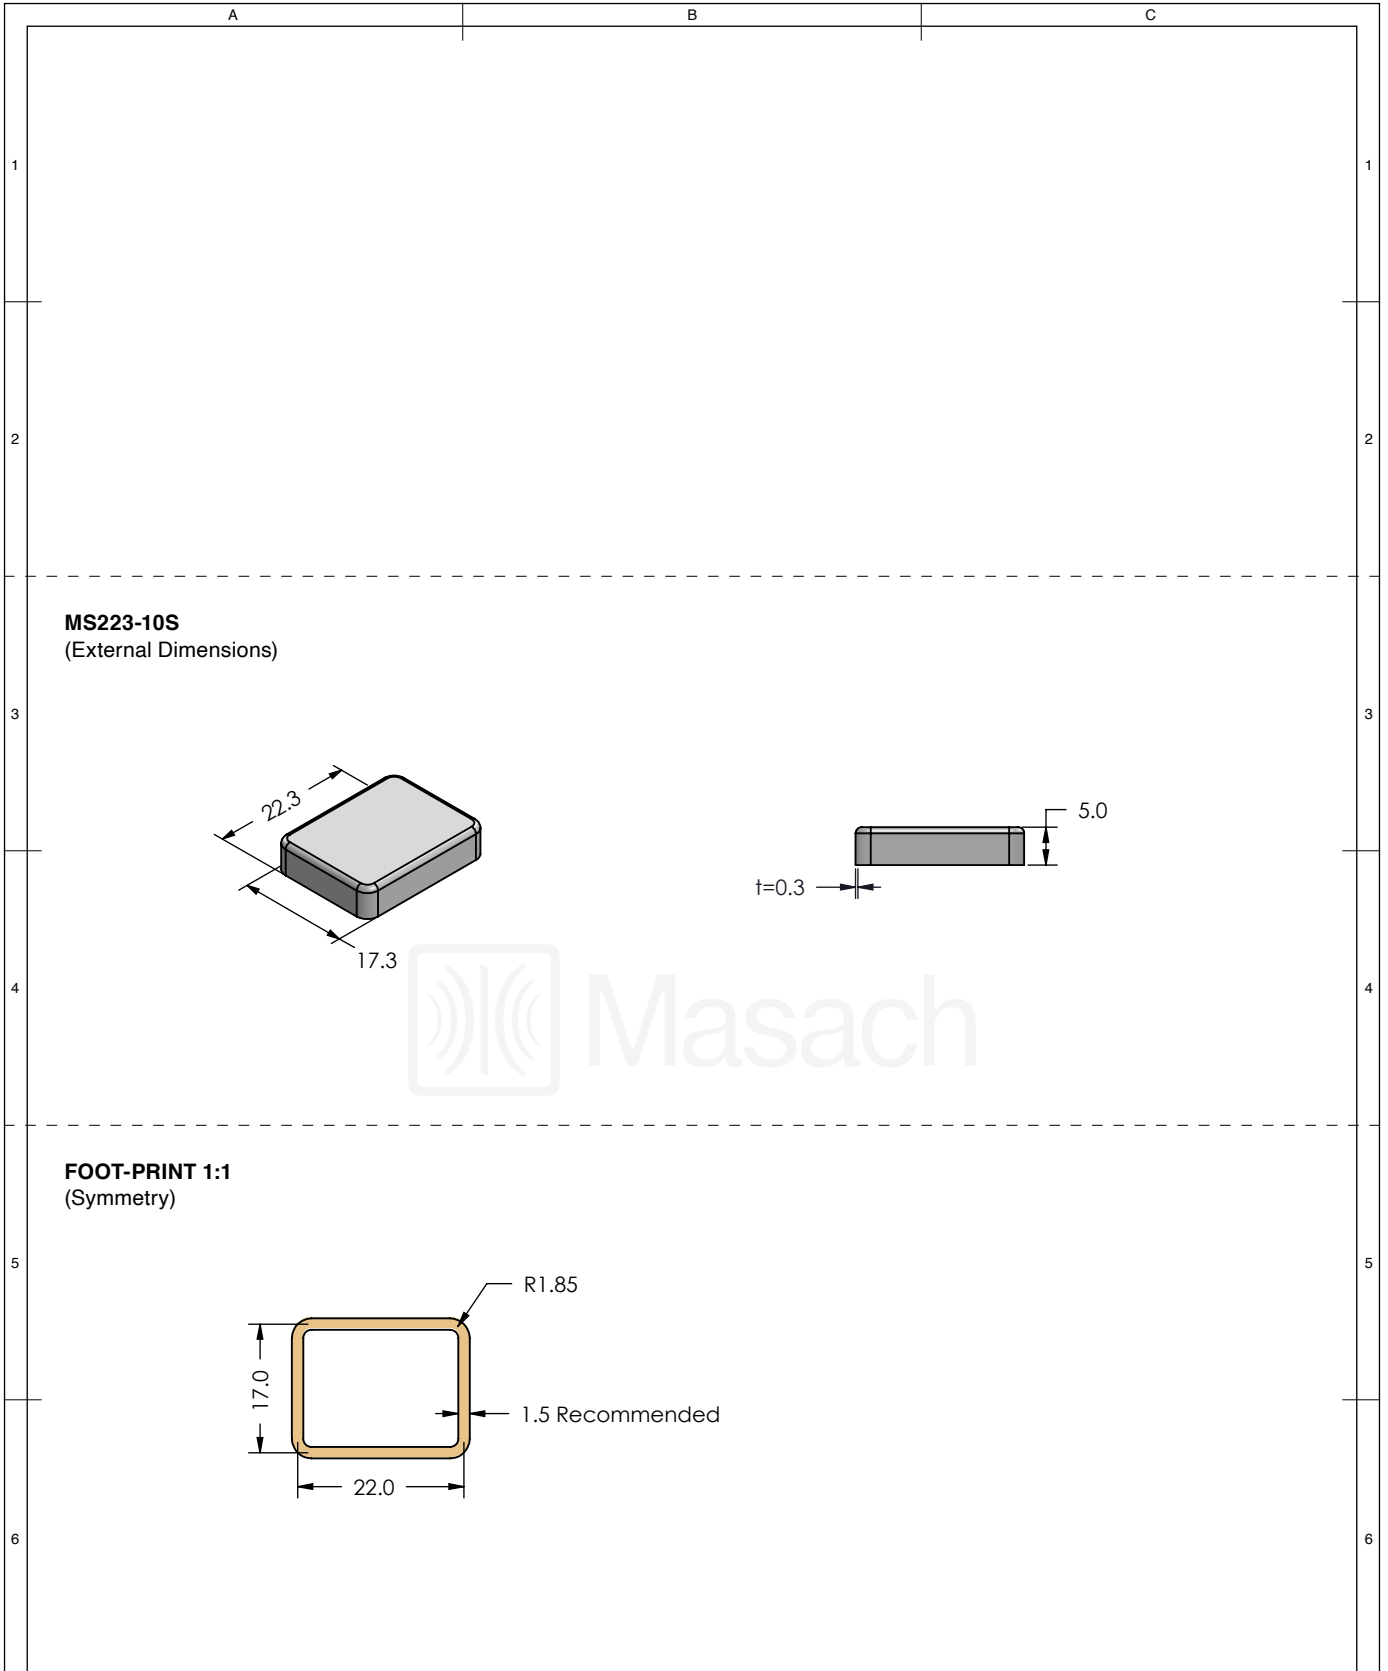 A B C
1 1
2 2
MS223-10S
(External Dimensions)
3 3
22.3
5.0
t=0.3
17.3
Masach
4 4
FOOT-PRINT 1:1
(Symmetry)
5 5
R1.85
17.0
1.5 Recommended
22.0
6 6